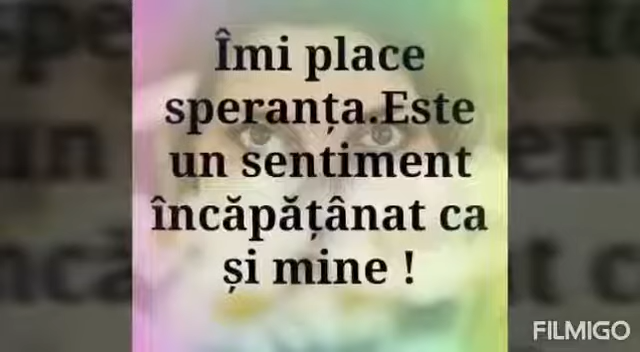 Îmi place
speranța.Este
un sentiment
încăpățânat ca
și mine !
FILMIGO